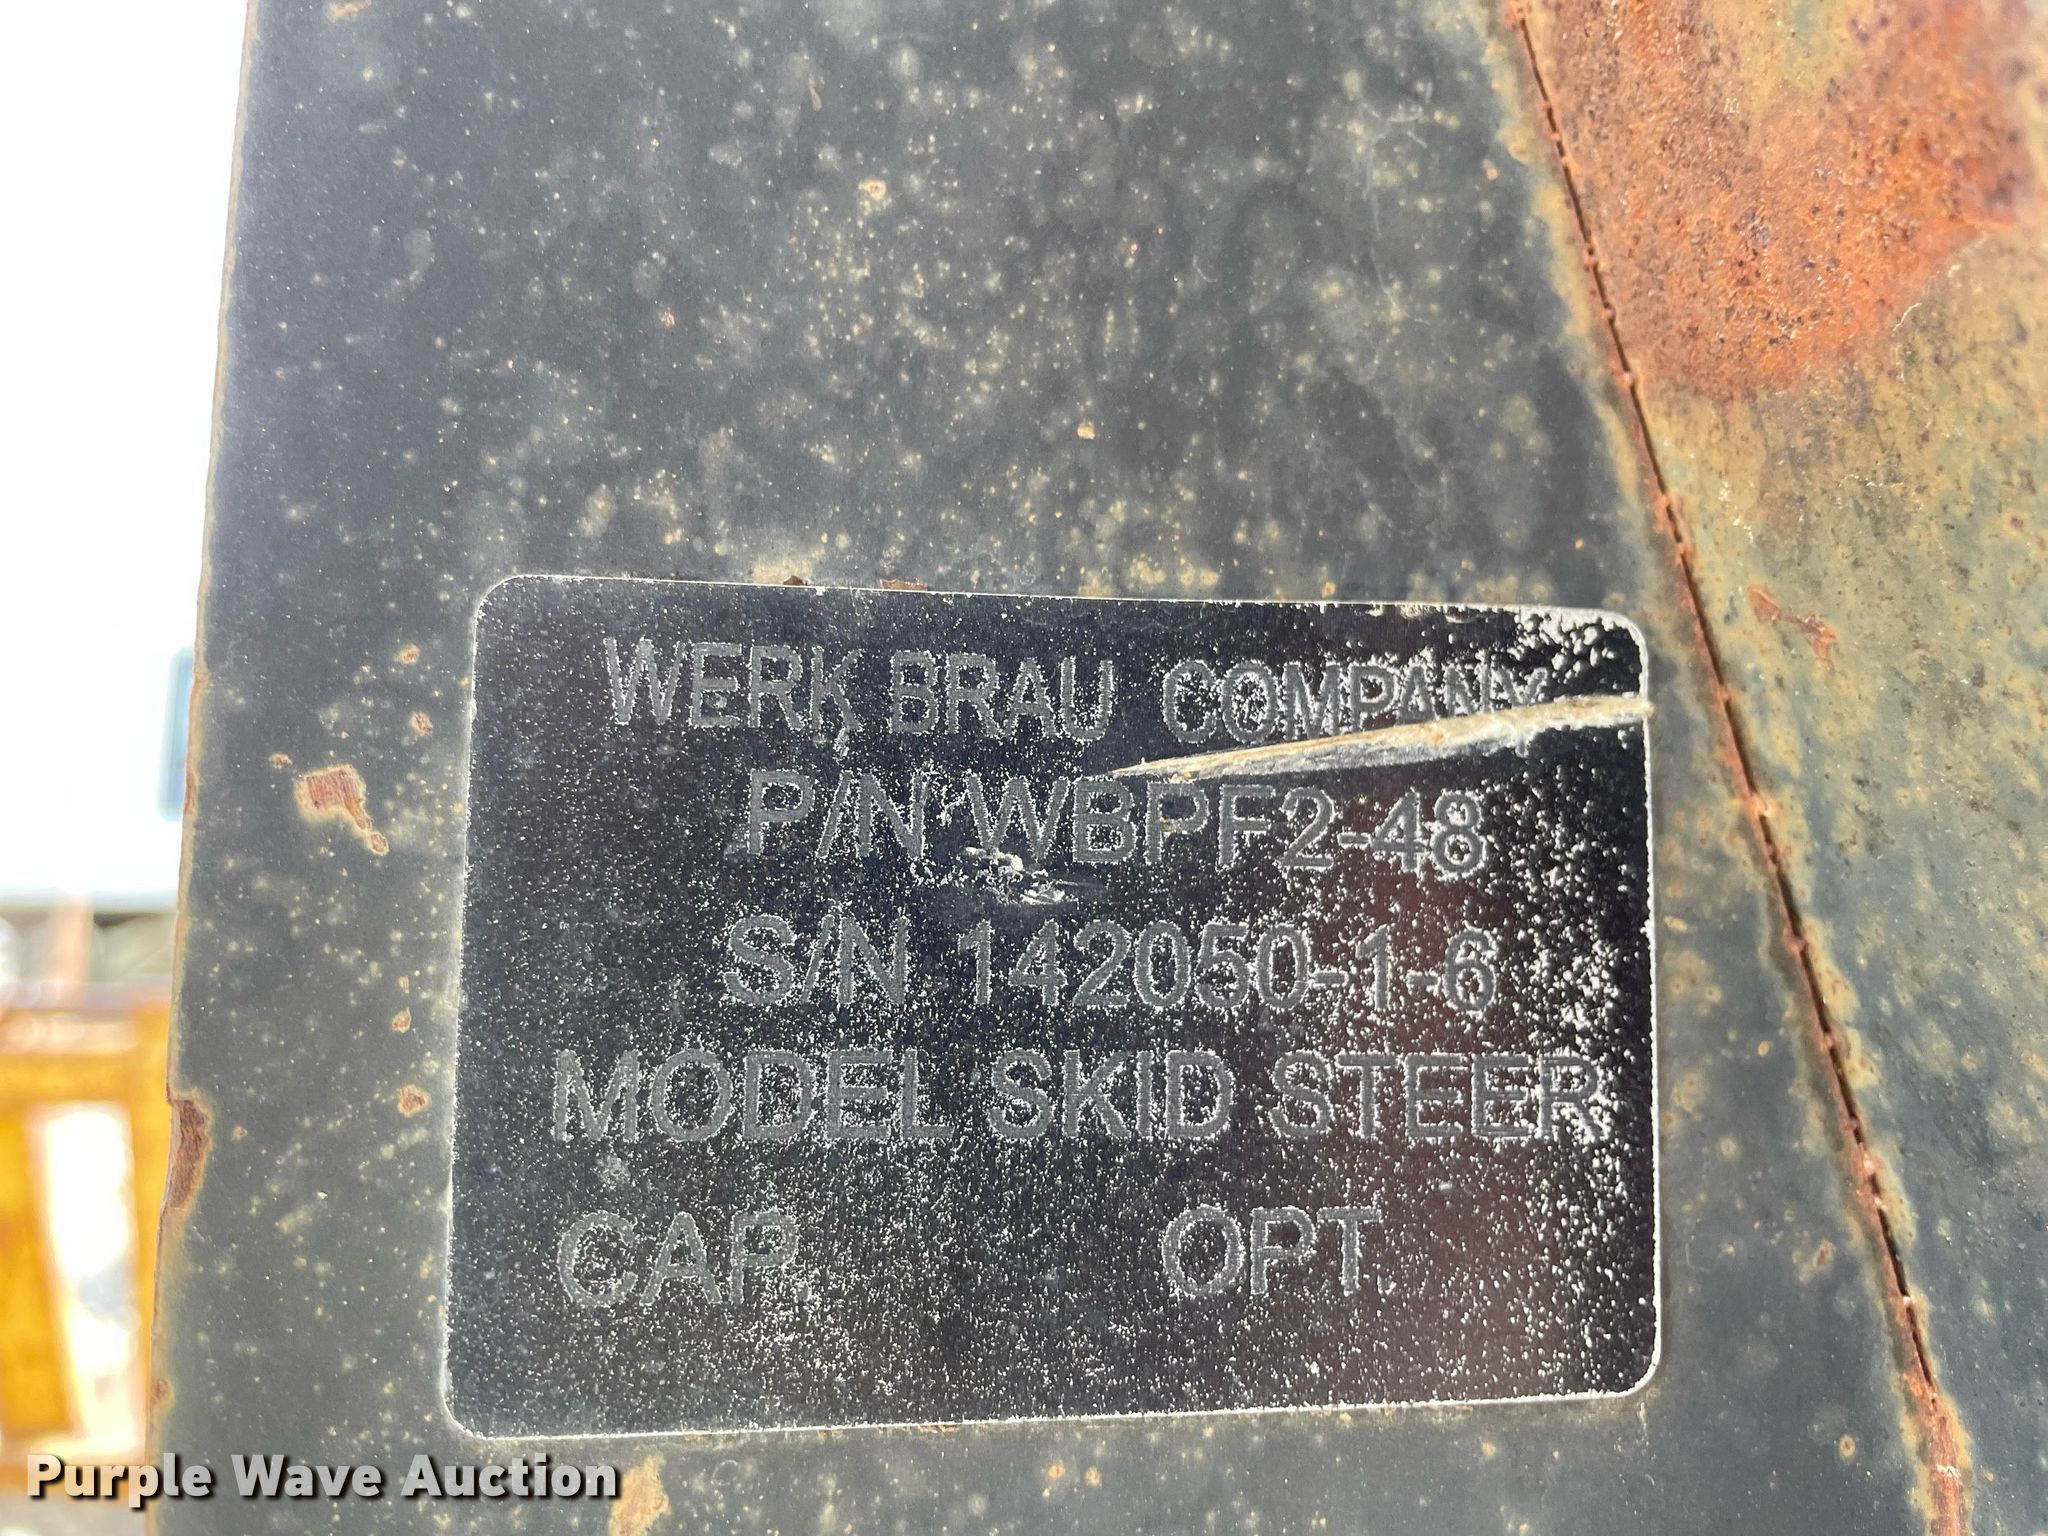 WERK BRAU COMPANY
P/N WBPF2-48
S/N 142050-1-6
MODEL SKID STEER
CAP. OPT.
Purple Wave Auction